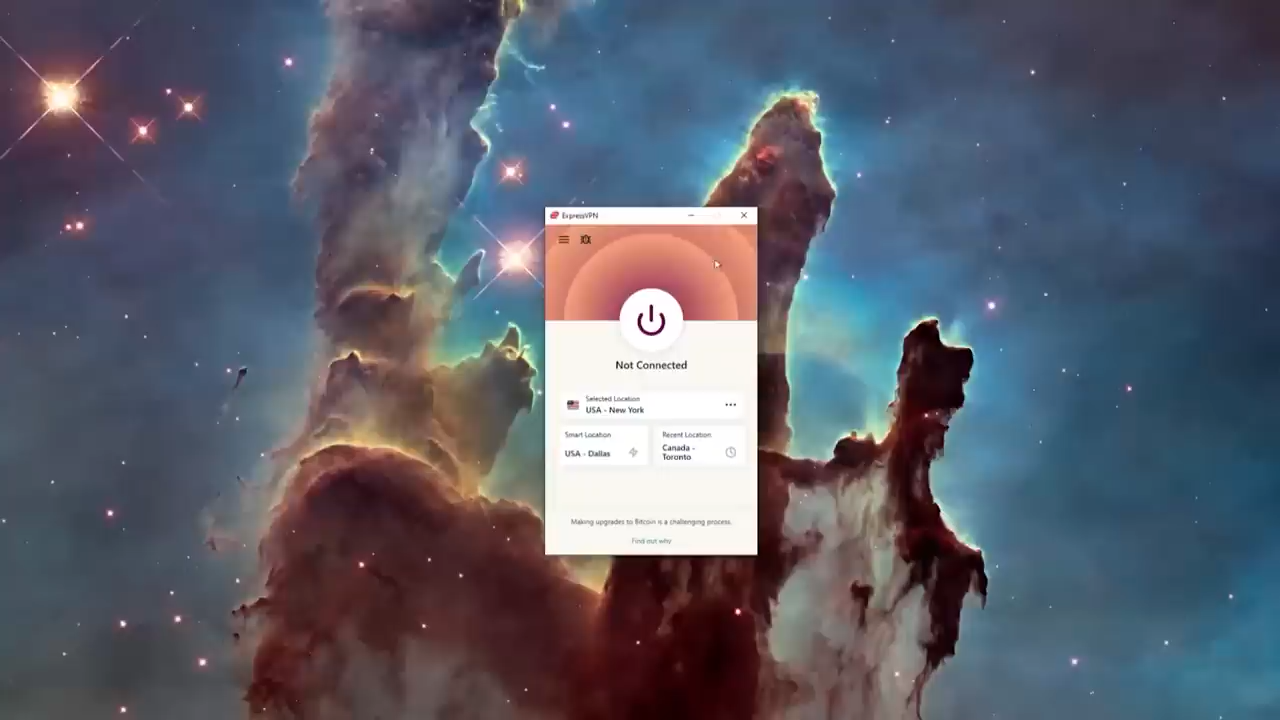 ExpressVPN
Not Connected
Selected Location
USA - New York
Smart Location
USA - Dallas
Recent Location
Canada -
Toronto
Making upgrades to Bitcoin is a challenging process.
Find out why